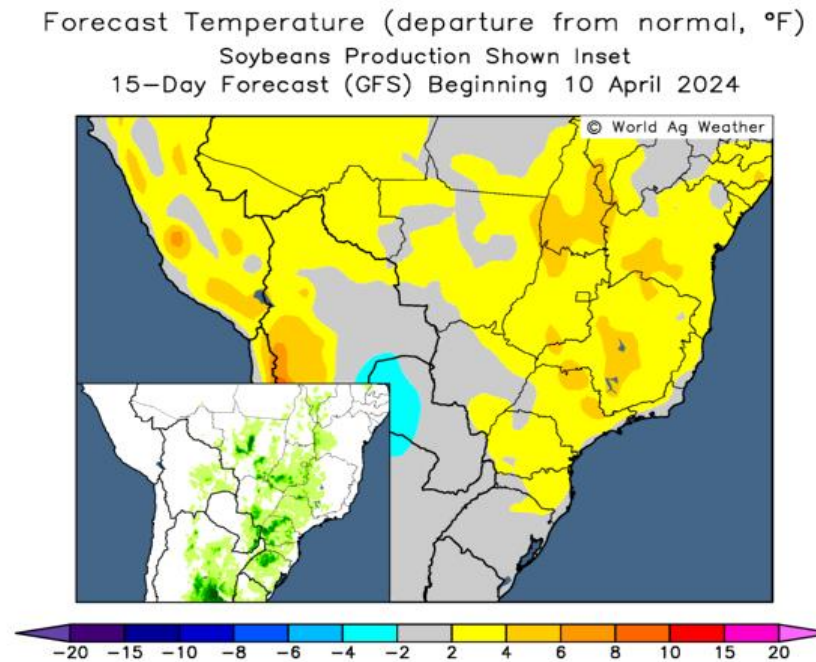 Forecast Temperature (departure from normal, °F)
Soybeans Production Shown Inset
15-Day Forecast (GFS) Beginning 10 April 2024
© World Ag Weather
-20 -15 -10 -8 -6 -4 -2 2 4 6 8 10 15 20